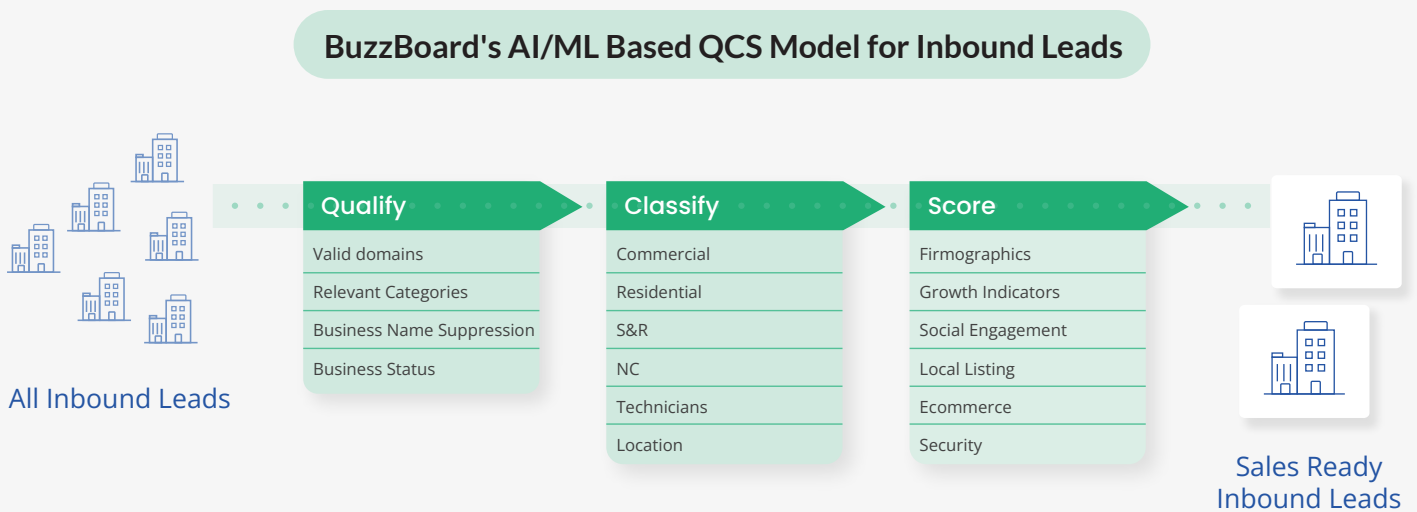 BuzzBoard's AI/ML Based QCS Model for Inbound Leads
All Inbound Leads
Qualify
Valid domains
Relevant Categories
Business Name Suppression
Business Status
Classify
Commercial
Residential
S&R
NC
Technicians
Location
Score
Firmographics
Growth Indicators
Social Engagement
Local Listing
Ecommerce
Security
Sales Ready
Inbound Leads